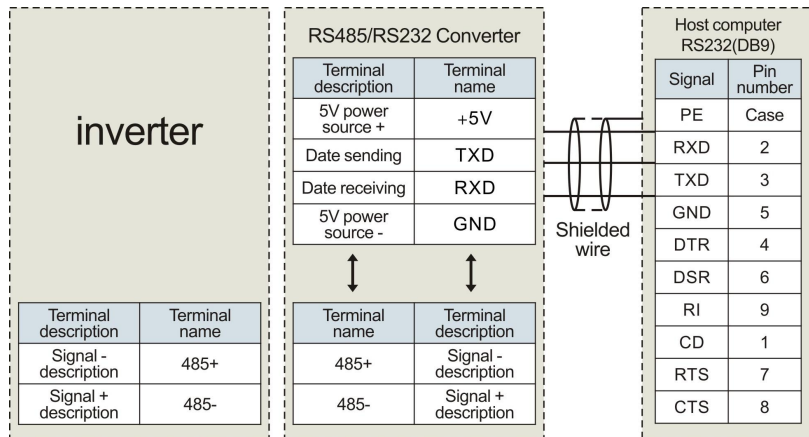 inverter
Terminal description
Terminal name
Signal - description
485+
Signal + description
485-
RS485/RS232 Converter
Terminal description
Terminal name
5V power source +
+5V
Date sending
TXD
Date receiving
RXD
5V power source -
GND
Terminal name
Terminal description
485+
Signal - description
485-
Signal + description
Shielded
wire
Host computer
RS232(DB9)
Signal
Pin number
PE
Case
RXD
2
TXD
3
GND
5
DTR
4
DSR
6
RI
9
CD
1
RTS
7
CTS
8